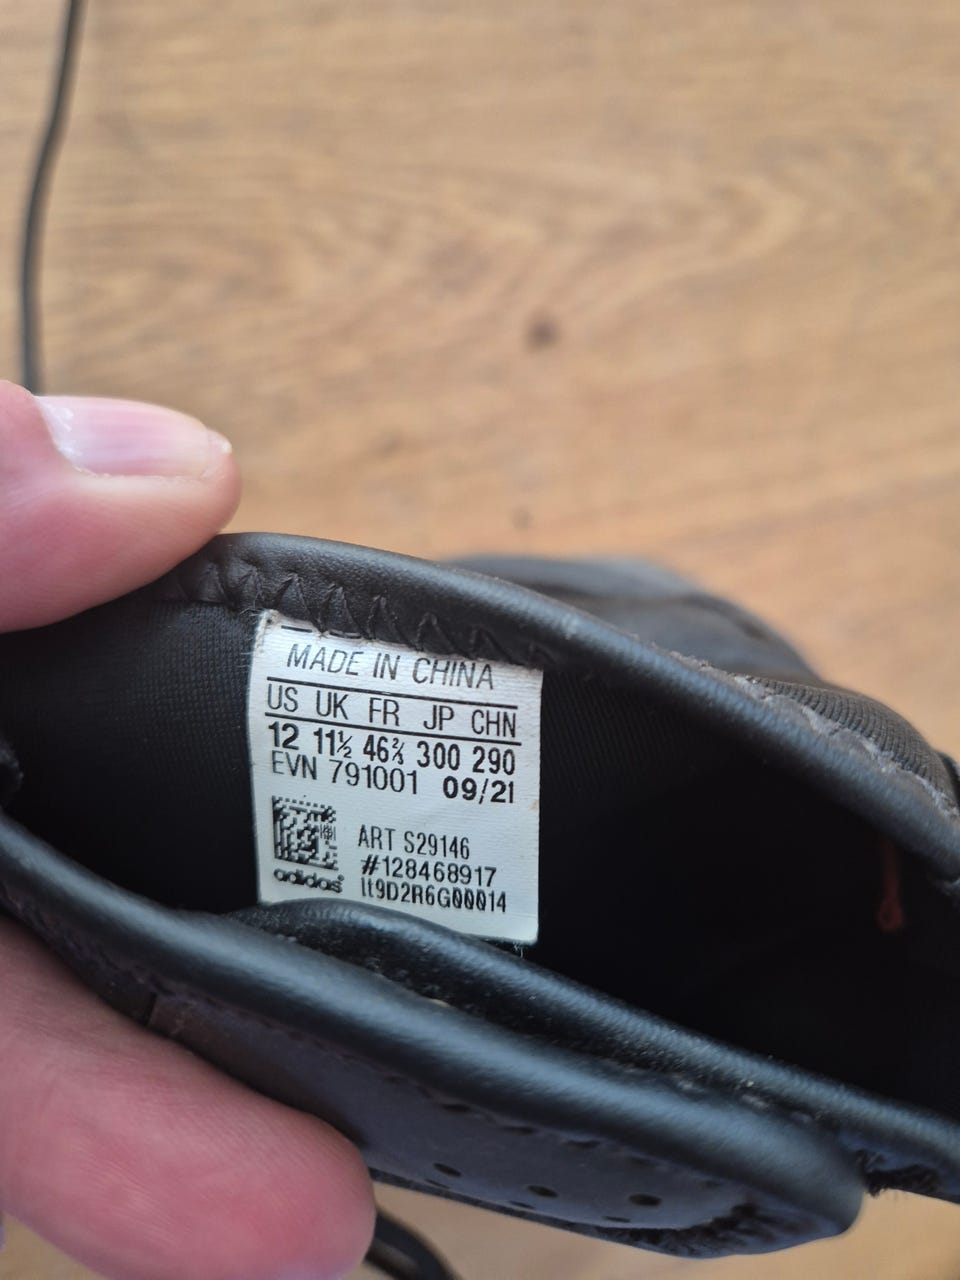 MADE IN CHINA
US UK FR JP CHN
12 11½ 46⅔ 300 290
EVN 791001 09/21
ART S29146
#128468917
adidas
lt9D2R6G00014